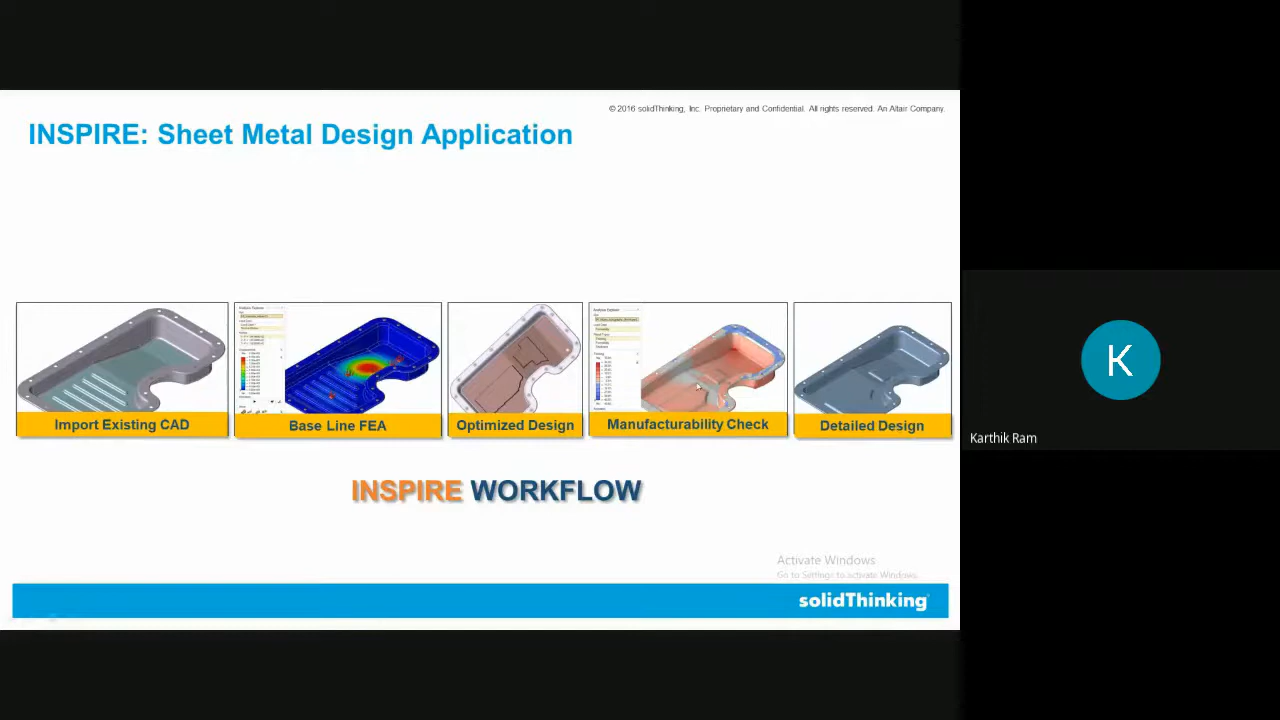 © 2016 solidThinking, Inc. Proprietary and Confidential. All rights reserved. An Altair Company.
INSPIRE: Sheet Metal Design Application
Import Existing CAD
Base Line FEA
Optimized Design
Manufacturability Check
Detailed Design
INSPIRE WORKFLOW
Activate Windows
Go to Settings to activate Windows.
solidThinking
K
Karthik Ram